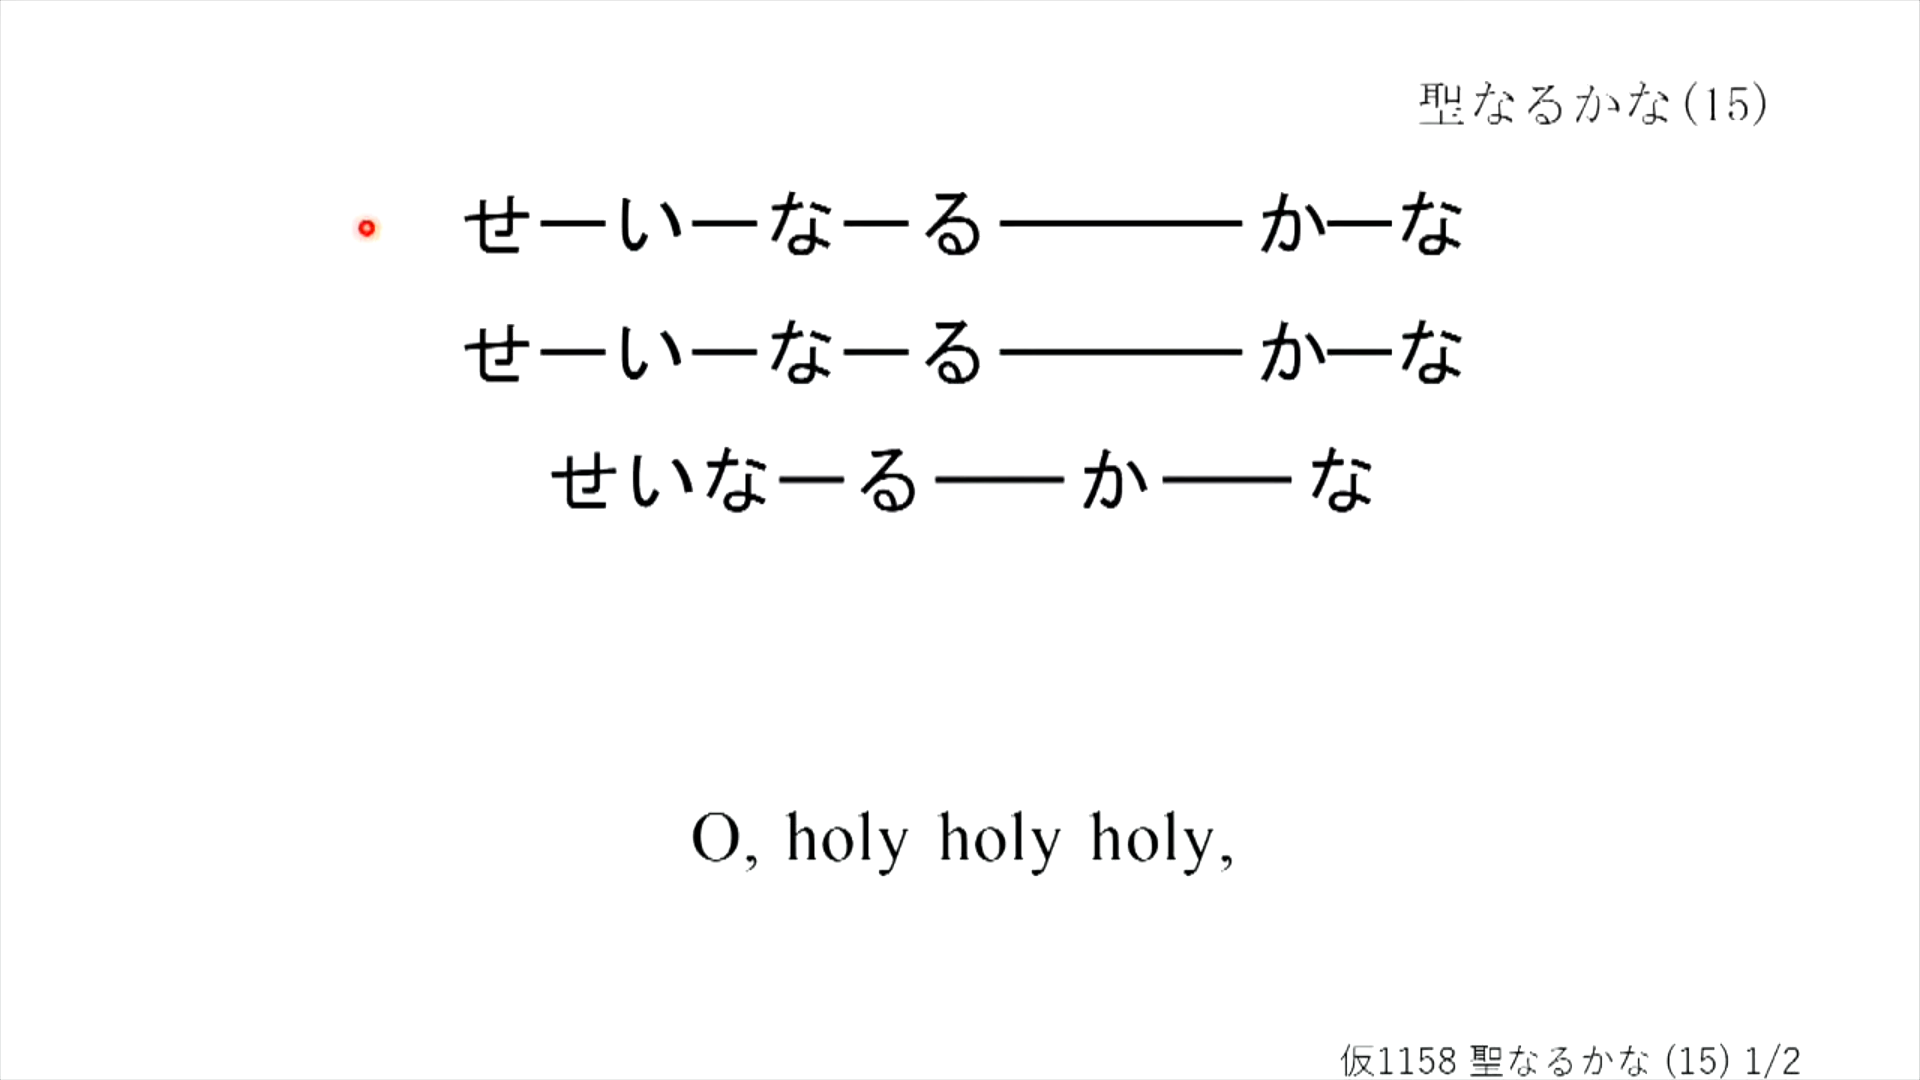 聖なるかな(15)
せーいーなーる―――かーな
せーいーなーる―――かーな
せいなーる――か――な
O, holy holy holy,
仮1158 聖なるかな (15) 1/2